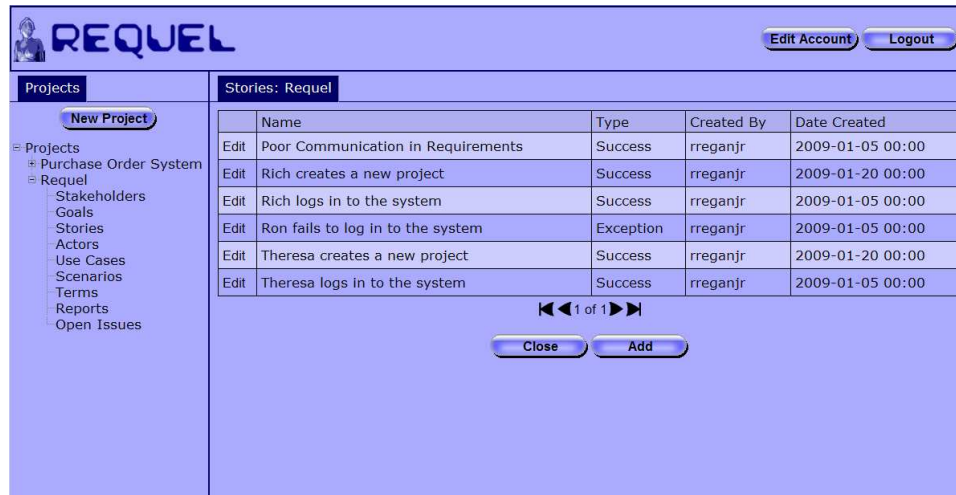 REQUEL
Edit Account Logout
Projects
New Project
Projects
Purchase Order System
Requel
Stakeholders
Goals
Stories
Actors
Use Cases
Scenarios
Terms
Reports
Open Issues
Stories: Requel
Name Type Created By Date Created
Edit Poor Communication in Requirements Success rreganjr 2009-01-05 00:00
Edit Rich creates a new project Success rreganjr 2009-01-20 00:00
Edit Rich logs in to the system Success rreganjr 2009-01-05 00:00
Edit Ron fails to log in to the system Exception rreganjr 2009-01-05 00:00
Edit Theresa creates a new project Success rreganjr 2009-01-20 00:00
Edit Theresa logs in to the system Success rreganjr 2009-01-05 00:00
1 of 1
Close Add